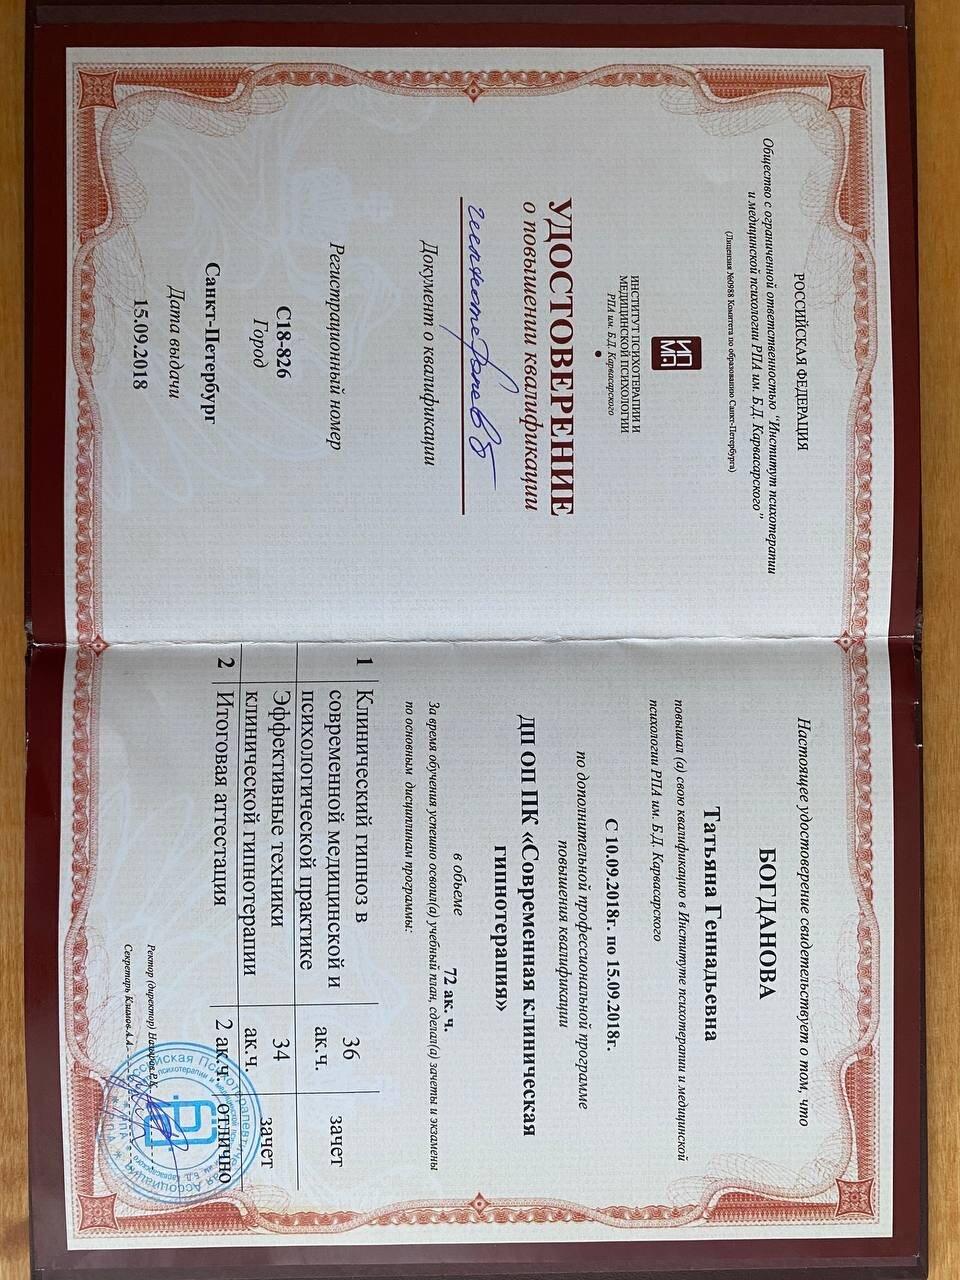 РОССИЙСКАЯ ФЕДЕРАЦИЯ
Общество с ограниченной ответственностью "Институт психотерапии
и медицинской психологии РПА им. Б.Д. Карвасарского"
(Лицензия №0988 Комитета по образованию Санкт-Петербурга)
ИНСТИТУТ ПСИХОТЕРАПИИ И
МЕДИЦИНСКОЙ ПСИХОЛОГИИ
РПА им. Б.Д. Карвасарского
УДОСТОВЕРЕНИЕ
о повышении квалификации
Документ о квалификации
Регистрационный номер
С18-826
Город
Санкт-Петербург
Дата выдачи
15.09.2018
Настоящее удостоверение свидетельствует о том, что
БОГДАНОВА
Татьяна Геннадьевна
повышал (а) свою квалификацию в Институте психотерапии и медицинской
психологии РПА им. Б.Д. Карвасарского
С 10.09.2018г. по 15.09.2018г.
по дополнительной профессиональной программе
повышения квалификации
ДП ОП ПК «Современная клиническая
гипнотерапия»
в объеме 72 ак. ч.
За время обучения успешно освоил(а) учебный план, сделал(а) зачеты и экзамены
по основным дисциплинам программы:
1 Клинический гипноз в 36 зачет
современной медицинской и ак.ч.
психологической практике
Эффективные техники 34 зачет
клинической гипнотерапии ак.ч.
2 Итоговая аттестация 2 ак.ч. отлично
Ректор (директор) Назыров Р.К.
Секретарь Климов А.А.